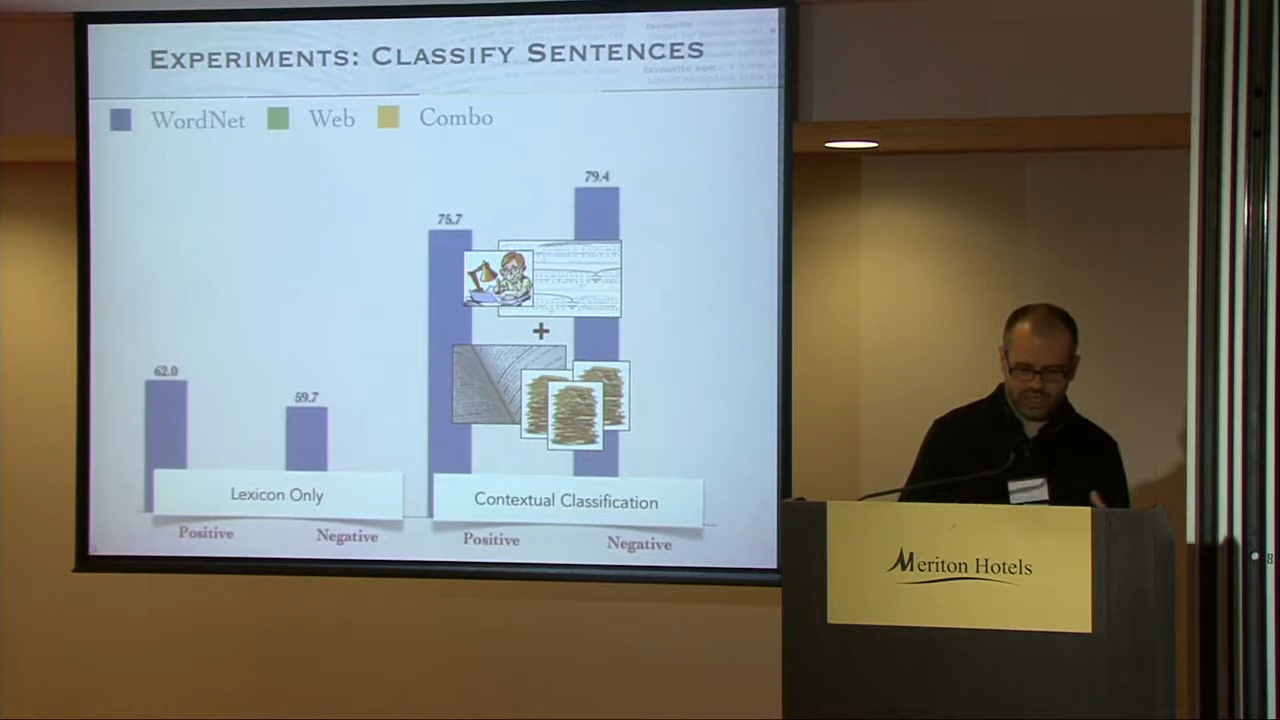 EXPERIMENTS: CLASSIFY SENTENCES
WordNet Web Combo
79.4
75.7
62.0
59.7
Lexicon Only
Contextual Classification
Positive Negative Positive Negative
Meriton Hotels